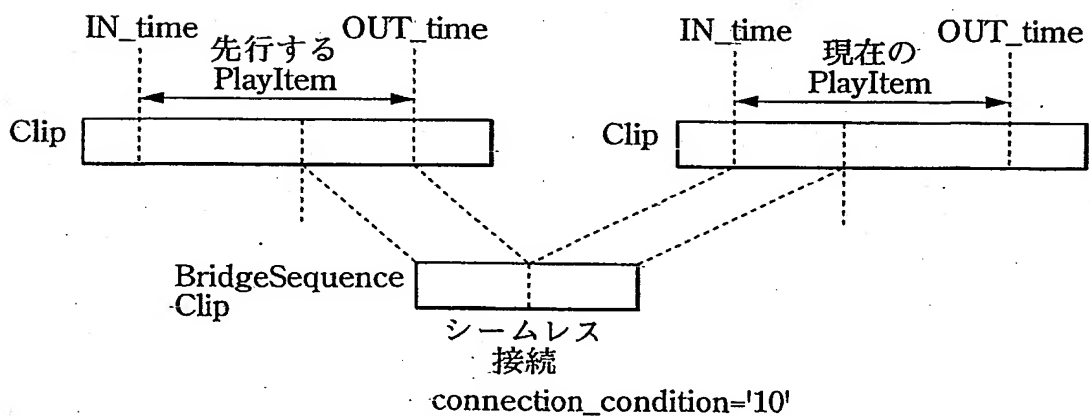 IN_time
OUT_time
先行する
PlayItem
IN_time
OUT_time
現在の
PlayItem
Clip
Clip
BridgeSequence
Clip
シームレス
接続
connection_condition='10'